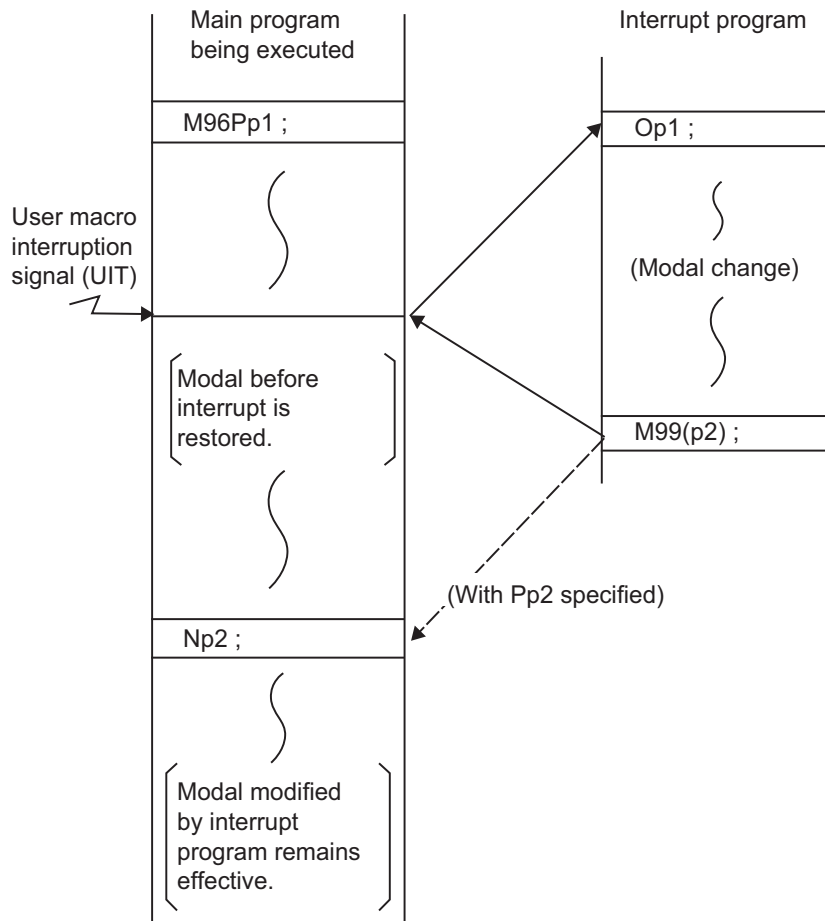 Main program
being executed
Interrupt program
M96Pp1 ;
Op1 ;
User macro
interruption
signal (UIT)
(Modal change)
Modal before
interrupt is
restored.
M99(p2) ;
(With Pp2 specified)
Np2 ;
Modal modified
by interrupt
program remains
effective.